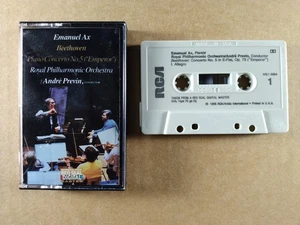 Emanuel Ax
Beethoven
Piano Concerto No.5 ("Emperor")
Royal Philharmonic Orchestra
André Previn,
RCA
Emanuel Ax, Pianist
Royal Philharmonic Orchestra/André Previn, Conductor
Beethoven: Concerto No. 5 in E-Flat, Op. 73 ("Emperor")
I. Allegro
1